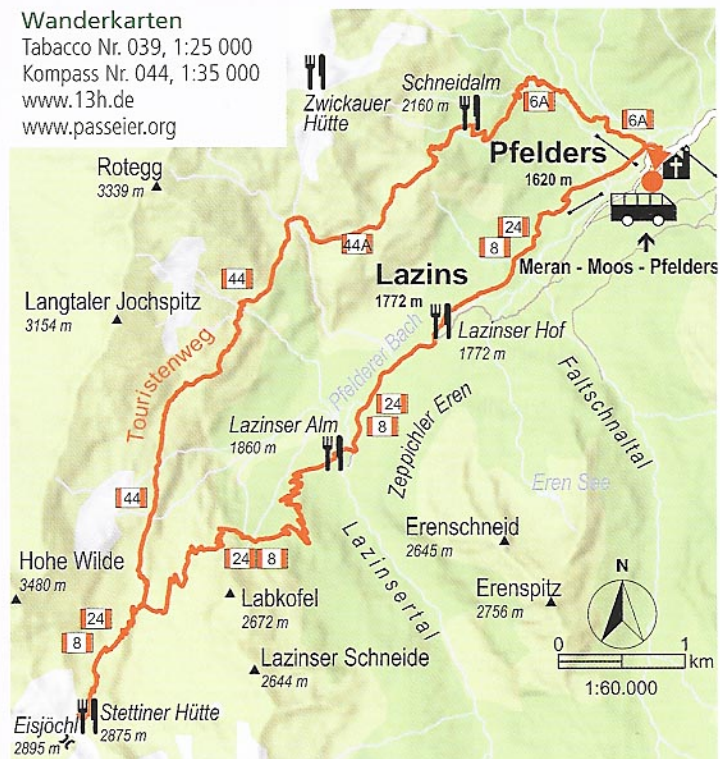 Wanderkarten
Tabacco Nr. 039, 1:25 000
Kompass Nr. 044, 1:35 000
www.13h.de
www.passeier.org
Zwickauer
Hütte
Schneidalm
2160 m
6A
6A
Pfelders
1620 m
Rotegg
3339 m
44A
24
8
Meran - Moos - Pfelders
44
Lazins
1772 m
Langtaler Jochspitz
3154 m
Lazinser Hof
1772 m
Touristenweg
Pfelderer Bach
Faltschnaltal
24
8
Zeppichler Eren
Lazinser Alm
1860 m
44
Eren See
Erenschneid
2645 m
Lazinsertal
24 8
Hohe Wilde
3480 m
Labkofel
2672 m
Erenspitz
2756 m
N
24
8
Lazinser Schneide
2644 m
0 1
km
1:60.000
Stettiner Hütte
2875 m
Eisjöchl
2895 m